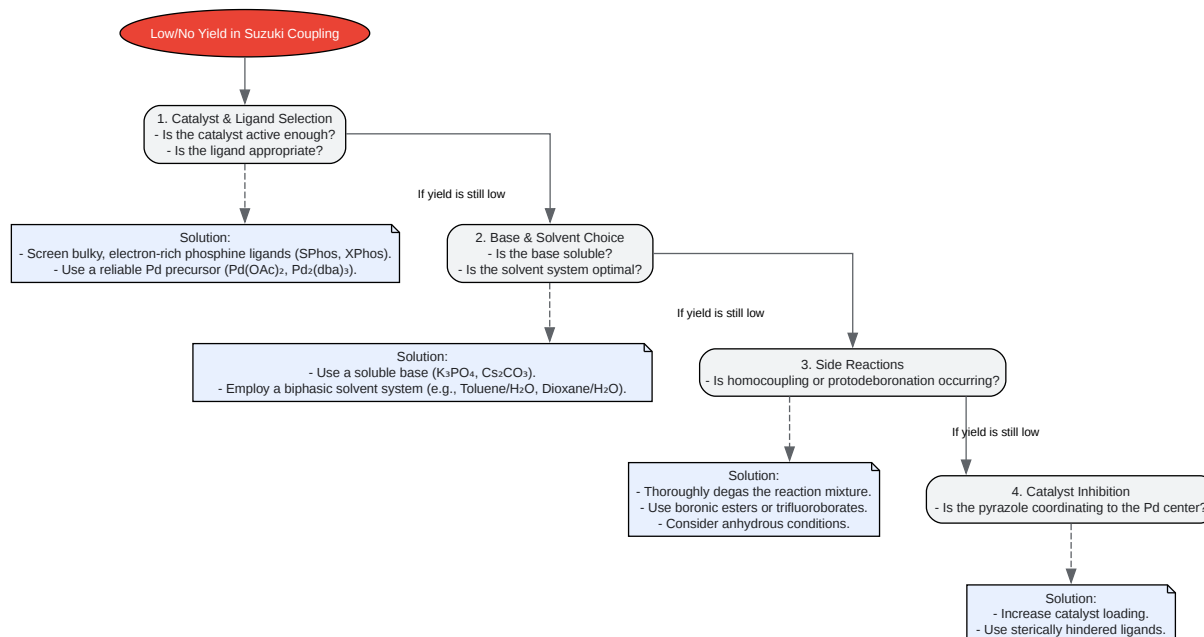 Low/No Yield in Suzuki Coupling
1. Catalyst & Ligand Selection
- Is the catalyst active enough?
- Is the ligand appropriate?
If yield is still low
Solution:
- Screen bulky, electron-rich phosphine ligands (SPhos, XPhos).
- Use a reliable Pd precursor (Pd(OAc)₂, Pd₂(dba)₃).
2. Base & Solvent Choice
- Is the base soluble?
- Is the solvent system optimal?
If yield is still low
Solution:
- Use a soluble base (K₃PO₄, Cs₂CO₃).
- Employ a biphasic solvent system (e.g., Toluene/H₂O, Dioxane/H₂O).
3. Side Reactions
- Is homocoupling or protodeboronation occurring?
If yield is still low
Solution:
- Thoroughly degas the reaction mixture.
- Use boronic esters or trifluoroborates.
- Consider anhydrous conditions.
4. Catalyst Inhibition
- Is the pyrazole coordinating to the Pd center?
Solution:
- Increase catalyst loading.
- Use sterically hindered ligands.